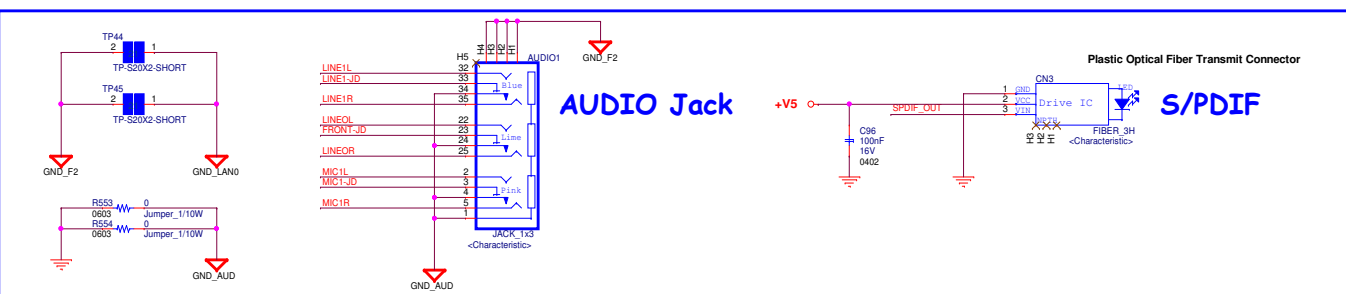 TP44
2 1
TP-S20X2-SHORT
TP45
2 1
TP-S20X2-SHORT
GND_F2
GND_LAN0
R553 0
0603 Jumper_1/10W
R554 0
0603 Jumper_1/10W
GND_AUD
H4
H3
H2
H1
GND_F2
H5
AUDIO1
LINE1L 32
LINE1-JD 33
Blue
34
LINE1R 35
LINEOL 22
FRONT-JD 23
24
Lime
LINEOR 25
MIC1L 2
MIC1-JD 3
4
Pink
MIC1R 5
1
JACK_1x3
<Characteristic>
GND_AUD
AUDIO Jack
Plastic Optical Fiber Transmit Connector
CN3
+V5
SPDIF_OUT
1 GND
2 VCC
3 VIN
Drive IC
LED
NPTH
H3
H2
H1
FIBER_3H
<Characteristic>
C96
100nF
16V
0402
S/PDIF